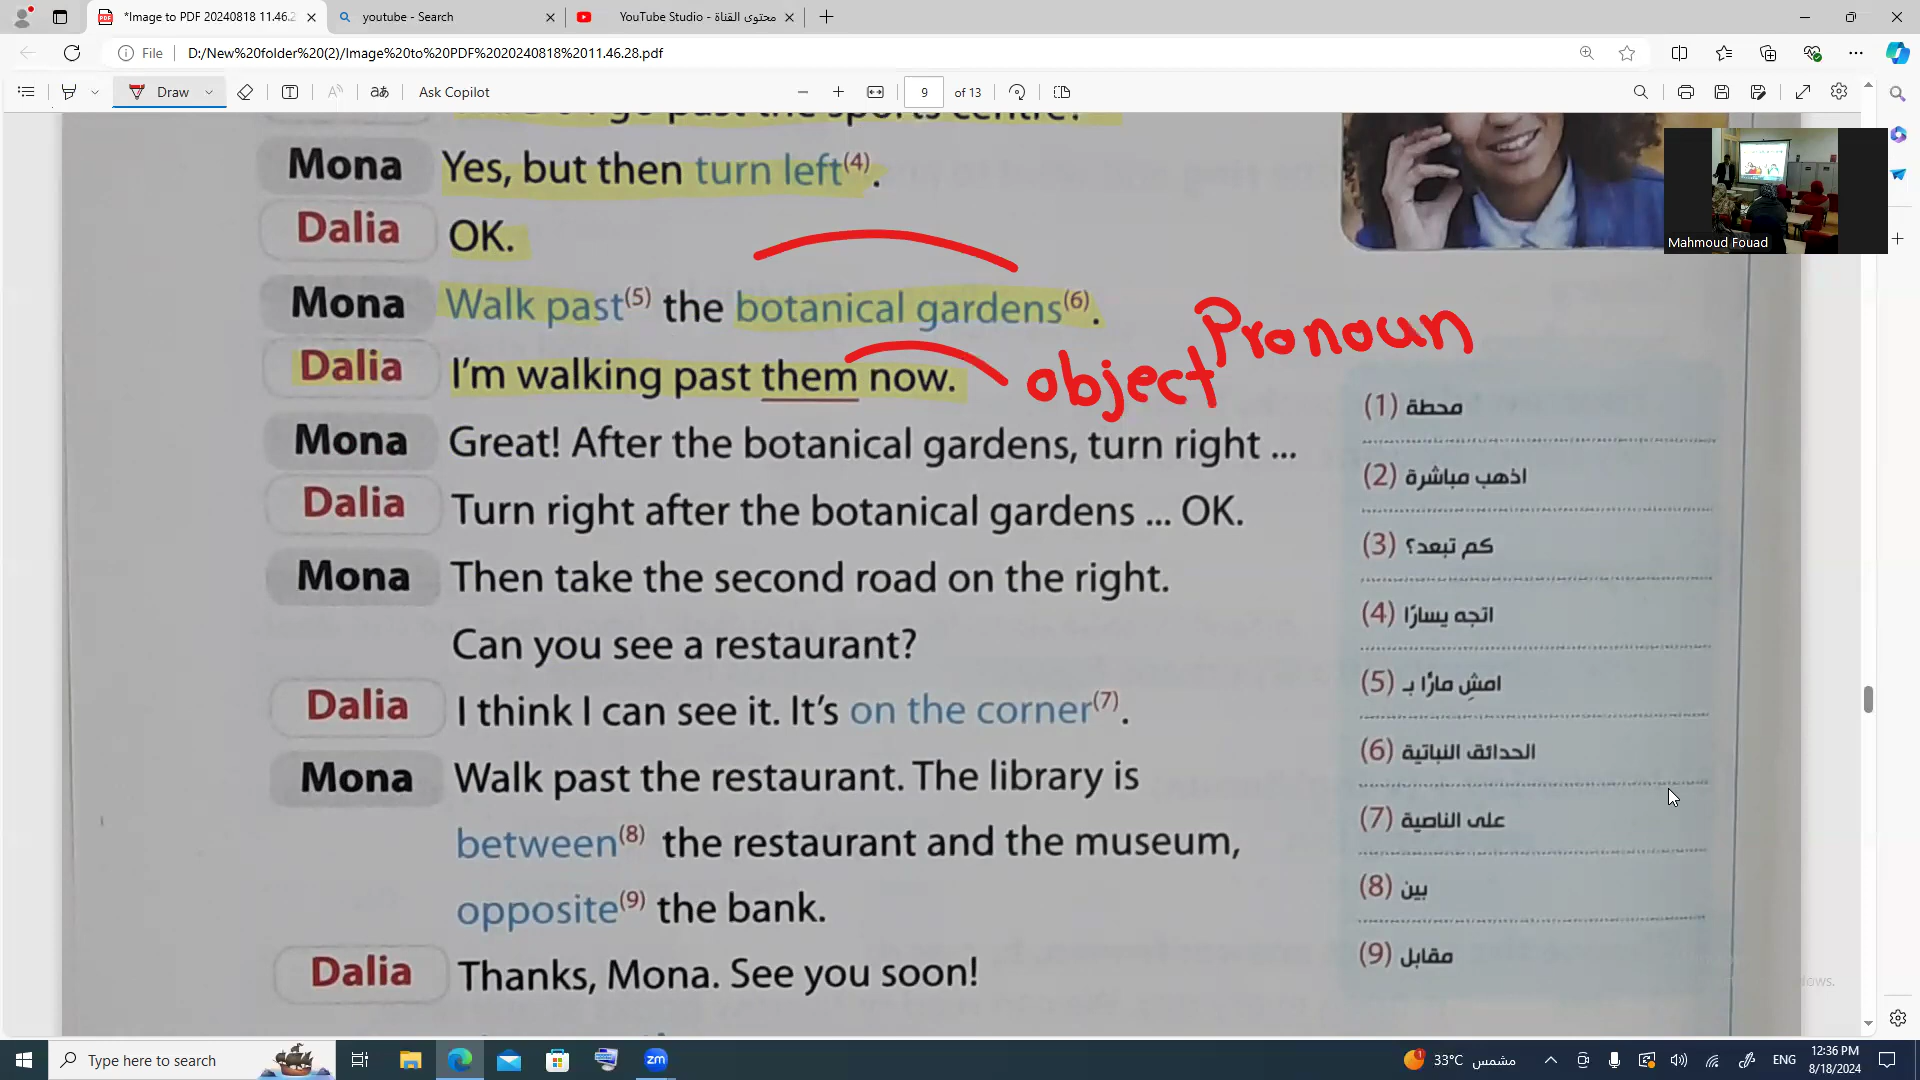 *Image to PDF 20240818 11.46.2
youtube - Search
YouTube Studio - محتوى القناة
File
D:/New%20folder%20(2)/Image%20to%20PDF%2020240818%2011.46.28.pdf
Draw
Ask Copilot
9 of 13
go past the sports centre?
Mona Yes, but then turn left(4).
Dalia OK.
Mona Walk past(5) the botanical gardens(6).
Dalia I'm walking past them now.
object Pronoun
Mona Great! After the botanical gardens, turn right ...
Dalia Turn right after the botanical gardens ... OK.
Mona Then take the second road on the right.
Can you see a restaurant?
Dalia I think I can see it. It's on the corner(7).
Mona Walk past the restaurant. The library is
between(8) the restaurant and the museum,
opposite(9) the bank.
Dalia Thanks, Mona. See you soon!
Mahmoud Fouad
(1) محطة
(2) اذهب مباشرة
(3) كم تبعد؟
(4) اتجه يسارًا
(5) امشِ مارًا بـ
(6) الحدائق النباتية
(7) على الناصية
(8) بين
(9) مقابل
Type here to search
zm
33°C مشمس
ENG
12:36 PM
8/18/2024